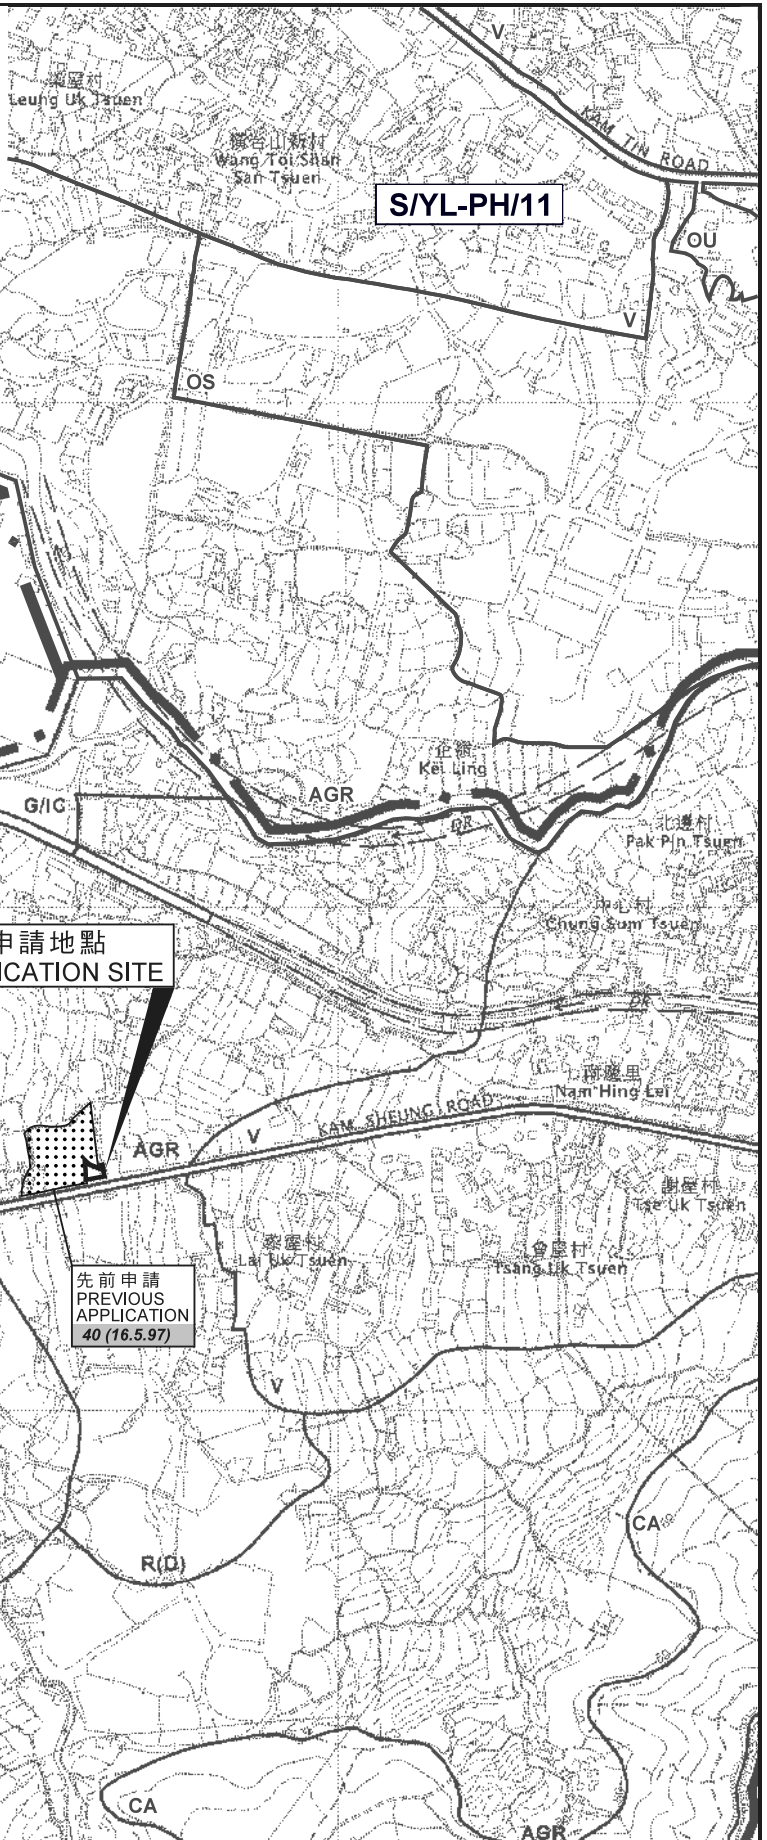 V
梁屋村
Leung Uk Tsuen
KAM TIN ROAD
橫台山新村
Wang Toi Shan
San Tsuen
S/YL-PH/11
OU
V
OS
企嶺
Kei Ling
AGR
G/IC
DR
北邊村
Pak Pin Tsuen
中心村
Chung Sum Tsuen
申請地點
ICATION SITE
DR
南慶里
Nam Hing Lei
KAM SHEUNG ROAD
V
AGR
謝屋村
Tse Uk Tsuen
黎屋村
Lai Uk Tsuen
曾屋村
Tsang Uk Tsuen
先前申請
PREVIOUS
APPLICATION
40 (16.5.97)
V
CA
R(D)
CA
AGR